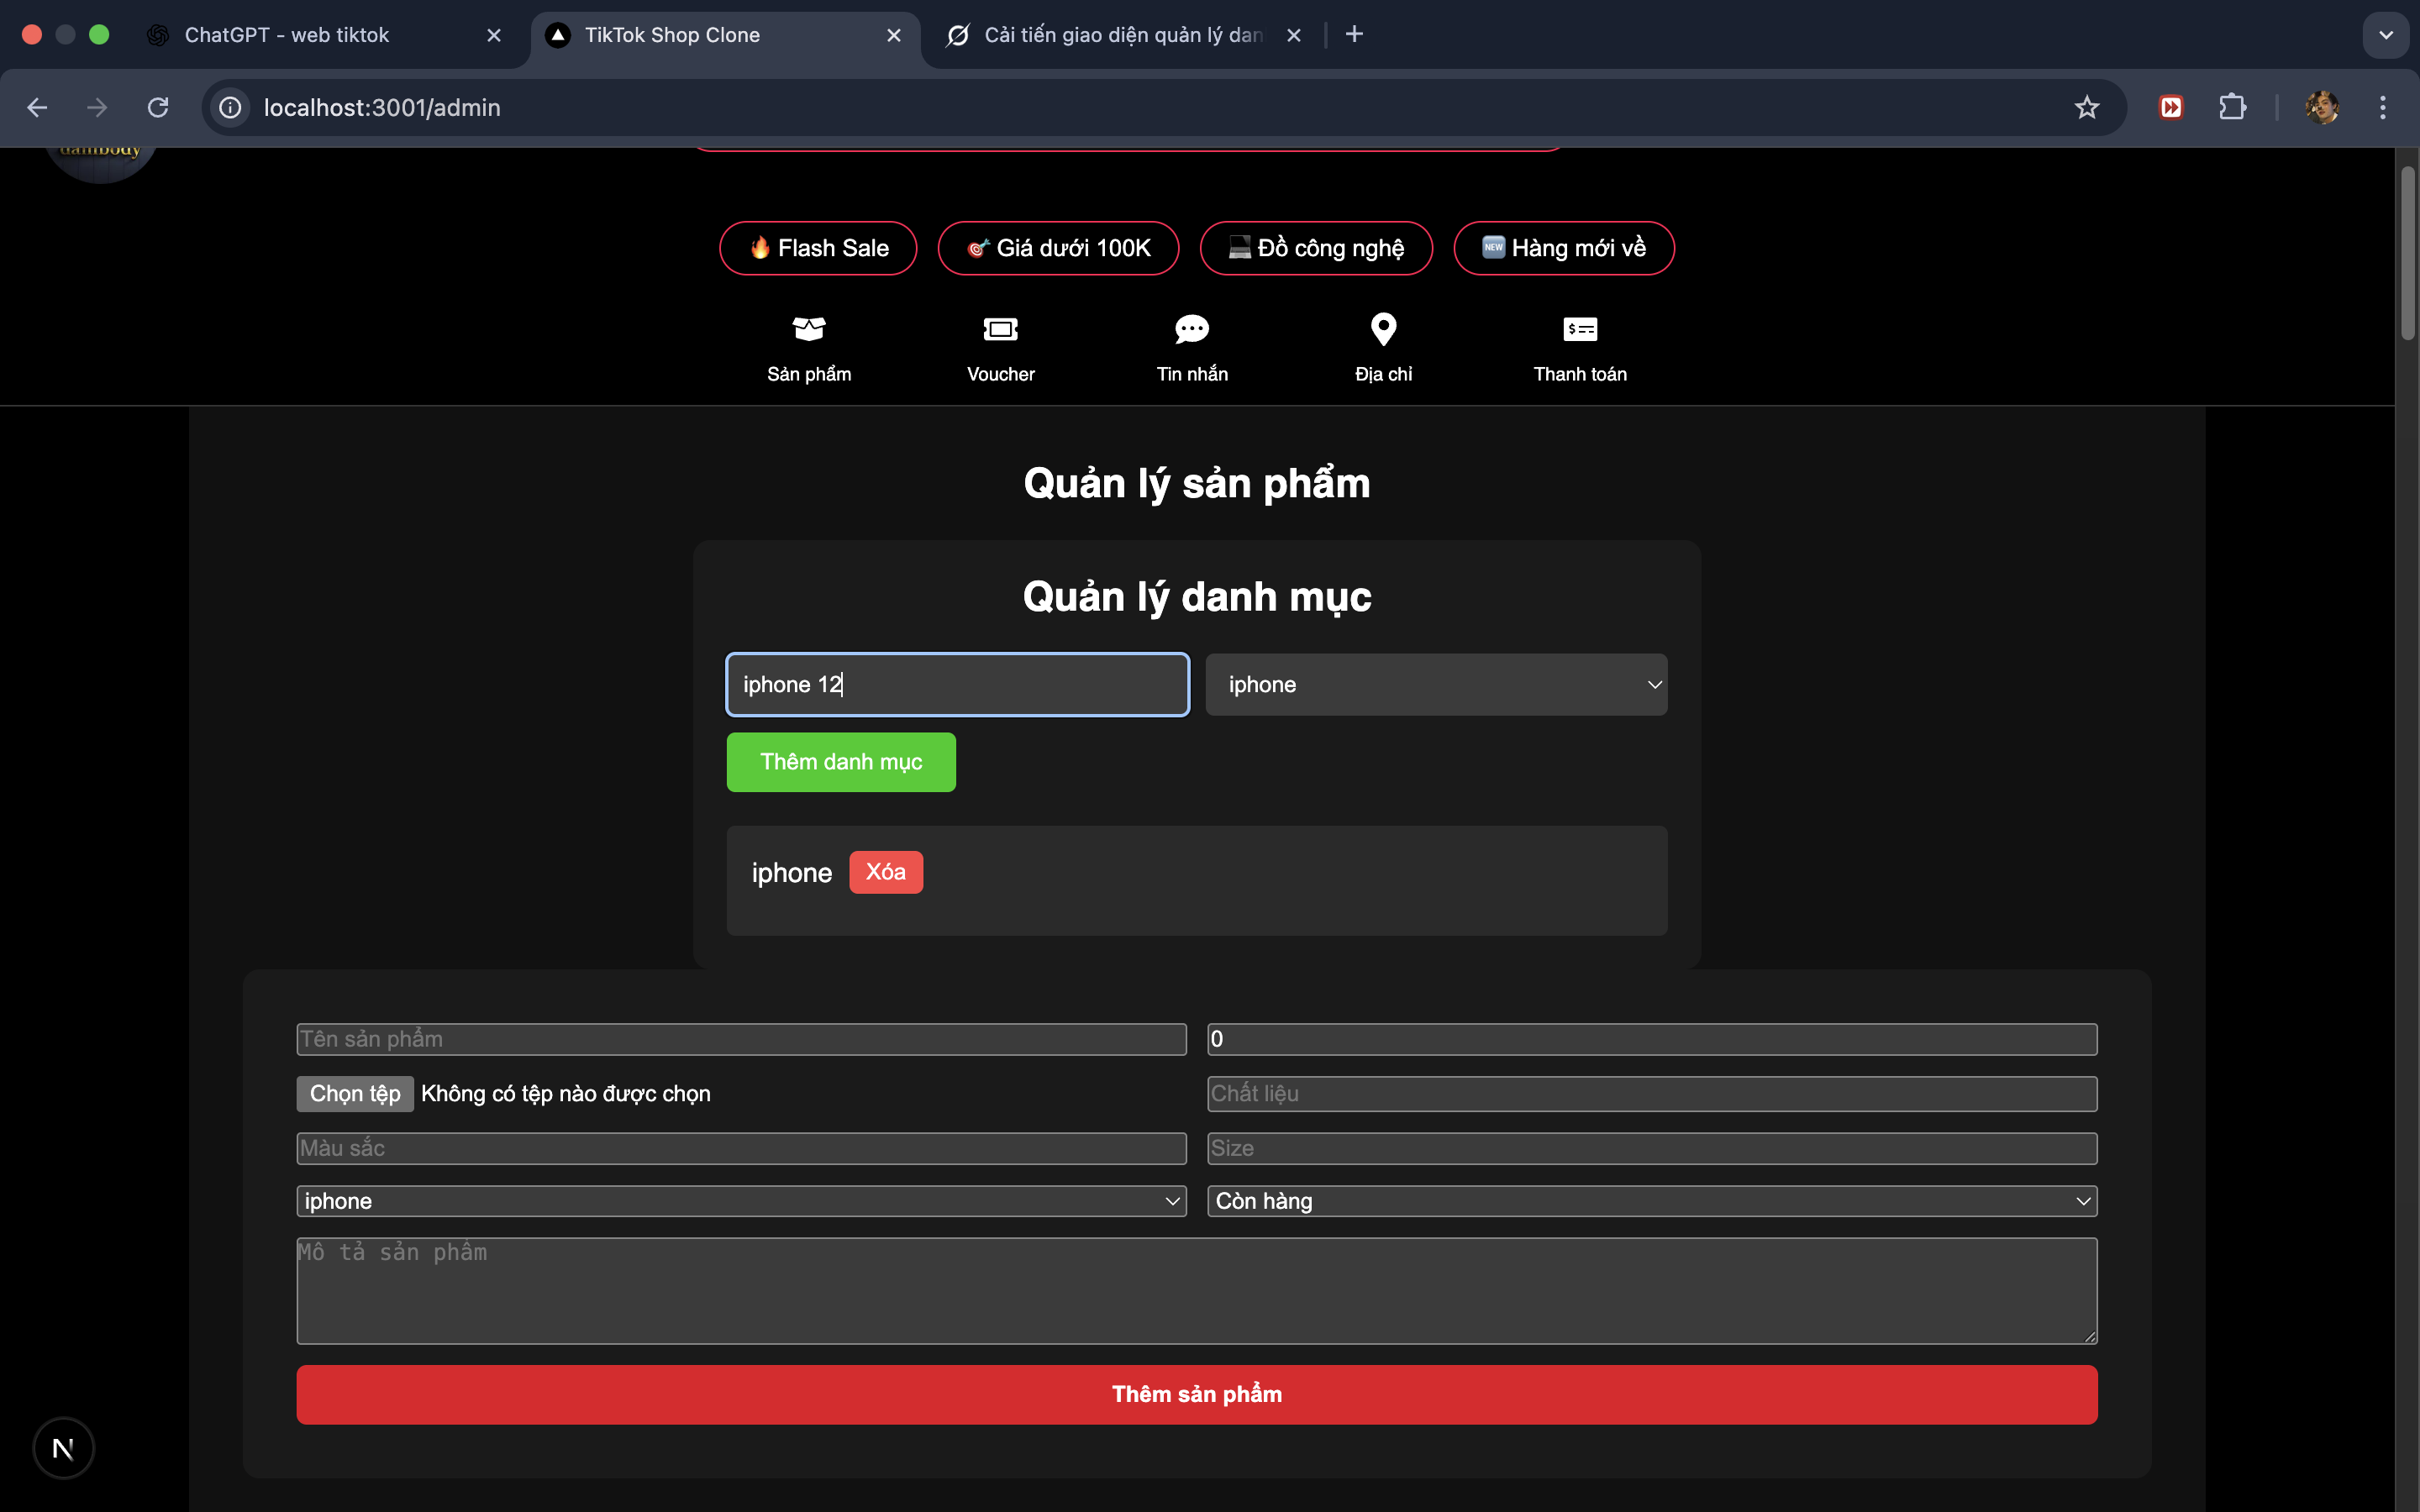 ChatGPT - web tiktok
TikTok Shop Clone
Cải tiến giao diện quản lý dan
localhost:3001/admin
dambody
Flash Sale
Giá dưới 100K
Đồ công nghệ
NEW Hàng mới về
Sản phẩm
Voucher
Tin nhắn
Địa chỉ
Thanh toán
Quản lý sản phẩm
Quản lý danh mục
iphone 12
iphone
Thêm danh mục
iphone
Xóa
Tên sản phẩm
0
Chọn tệp Không có tệp nào được chọn
Chất liệu
Màu sắc
Size
iphone
Còn hàng
Mô tả sản phẩm
Thêm sản phẩm
N